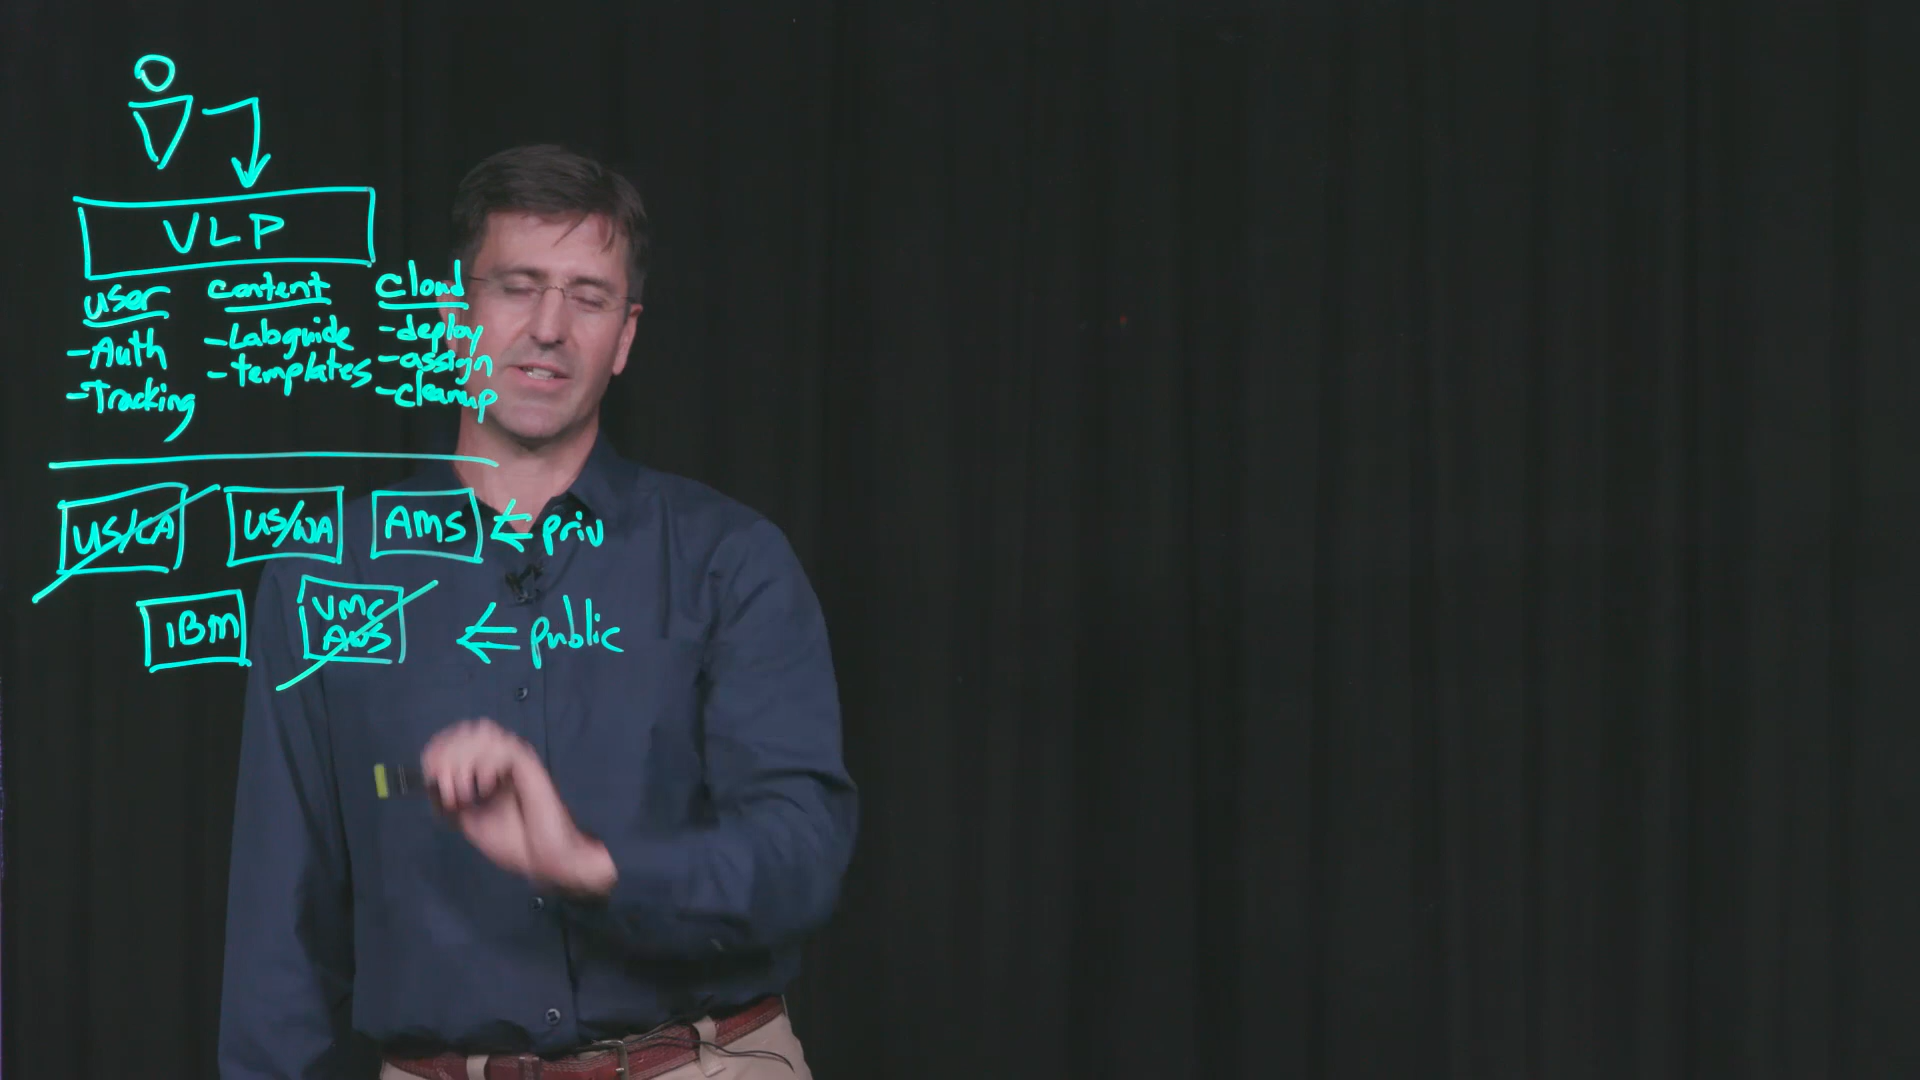 VLP
user content cloud
-Auth -Labguide -deploy
-Tracking -templates -assign
-cleanup
US/CA US/WA AMS ← priv
IBM VMC
AWS ← public